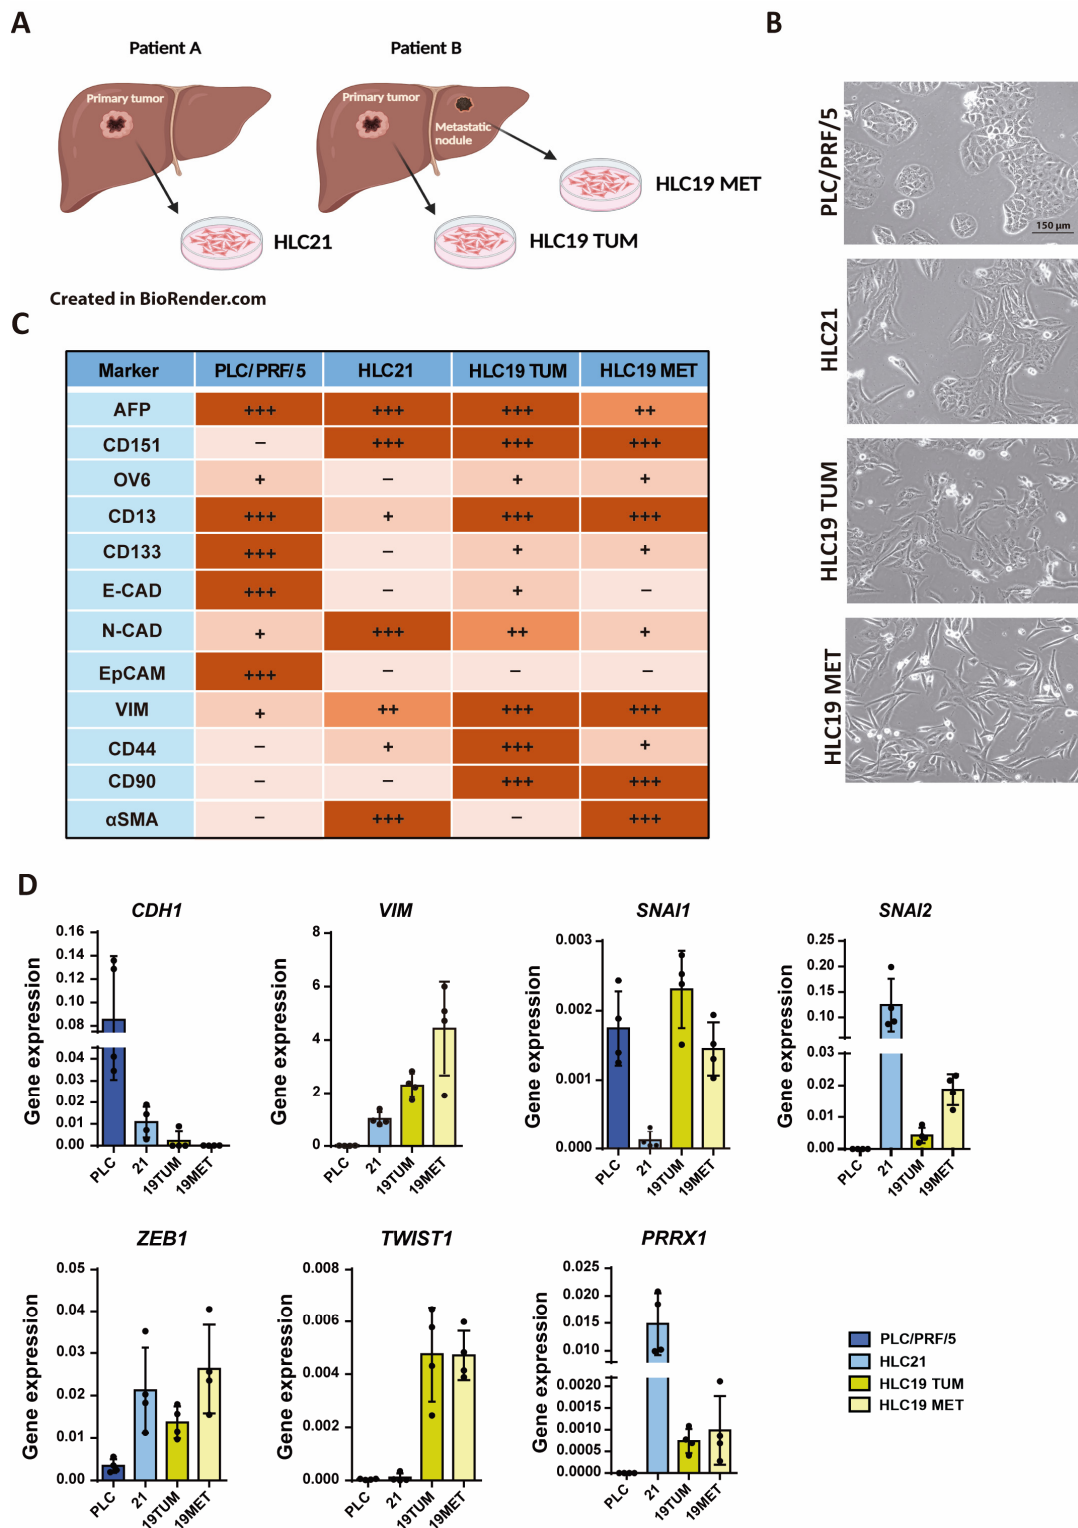 A
Patient A
Patient B
Primary tumor
Primary tumor
Metastatic
nodule
HLC21
HLC19 TUM
HLC19 MET
Created in BioRender.com
B
PLC/PRF/5
150 µm
HLC21
HLC19 TUM
HLC19 MET
C
Marker PLC/PRF/5 HLC21 HLC19 TUM HLC19 MET
AFP +++ +++ +++ ++
CD151 – +++ +++ +++
OV6 + – + +
CD13 +++ + +++ +++
CD133 +++ – + +
E-CAD +++ – + –
N-CAD + +++ ++ +
EpCAM +++ – – –
VIM + ++ +++ +++
CD44 – + +++ +
CD90 – – +++ +++
αSMA – +++ – +++
D
CDH1
Gene expression
0.16
0.14
0.12
0.10
0.08
0.04
0.03
0.02
0.01
0.00
PLC 21 19TUM 19MET
VIM
Gene expression
8
6
4
2
0
PLC 21 19TUM 19MET
SNAI1
Gene expression
0.003
0.002
0.001
0.000
PLC 21 19TUM 19MET
SNAI2
Gene expression
0.25
0.20
0.15
0.10
0.03
0.02
0.01
0.00
PLC 21 19TUM 19MET
ZEB1
Gene expression
0.05
0.04
0.03
0.02
0.01
0.00
PLC 21 19TUM 19MET
TWIST1
Gene expression
0.008
0.006
0.004
0.002
0.000
PLC 21 19TUM 19MET
PRRX1
Gene expression
0.025
0.020
0.015
0.010
0.0020
0.0015
0.0010
0.0005
0.0000
PLC 21 19TUM 19MET
PLC/PRF/5
HLC21
HLC19 TUM
HLC19 MET